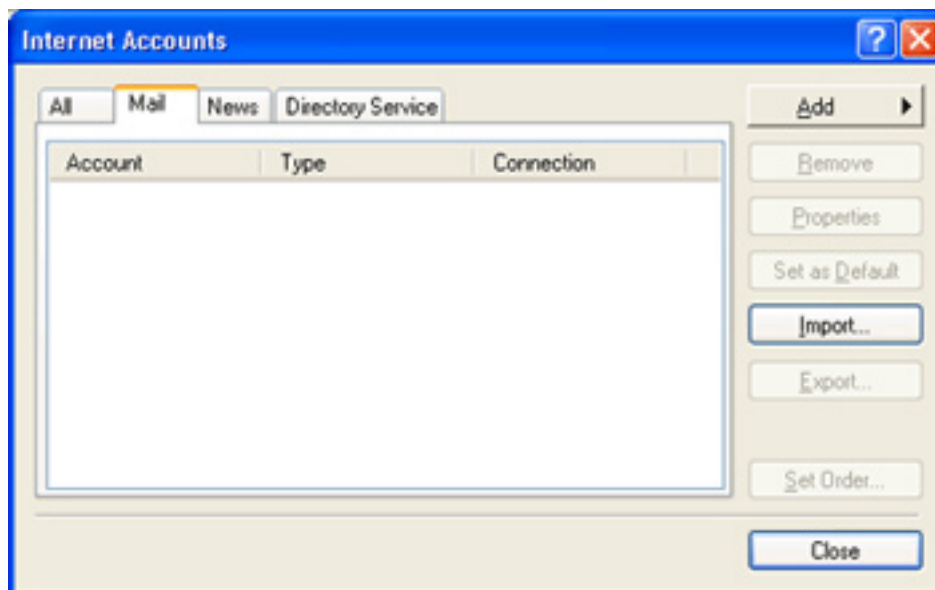 Internet Accounts
All Mail News Directory Service
Account Type Connection
Add
Remove
Properties
Set as Default
Import...
Export...
Set Order...
Close